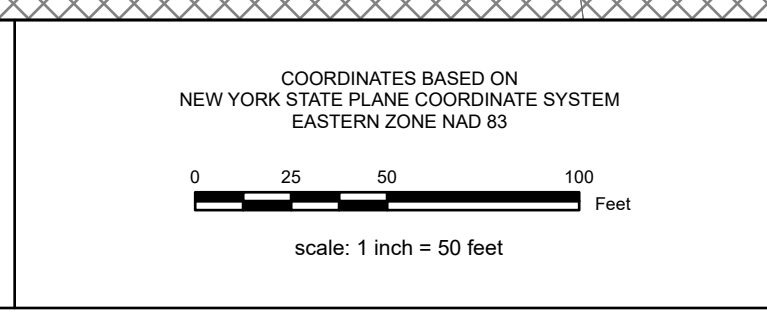 COORDINATES BASED ON
NEW YORK STATE PLANE COORDINATE SYSTEM
EASTERN ZONE NAD 83
0 25 50 100
Feet
scale: 1 inch = 50 feet